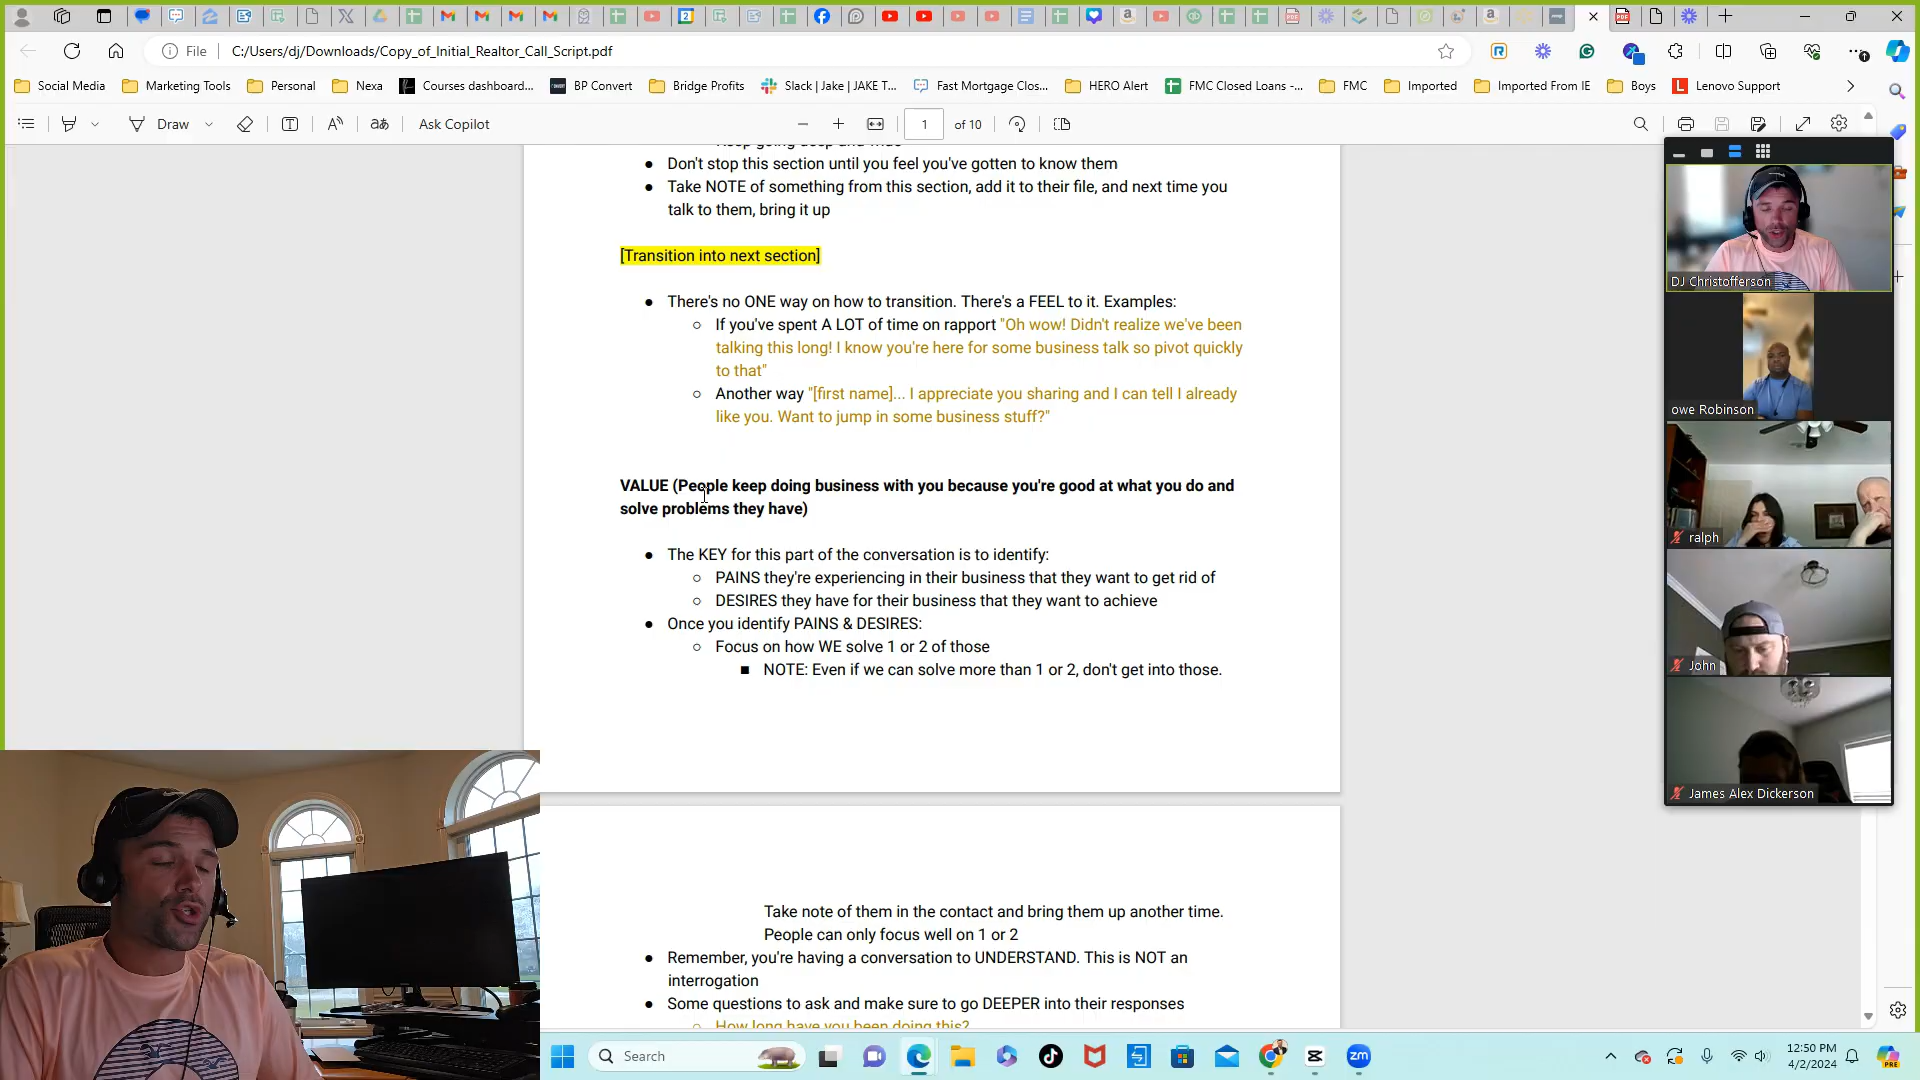 File
C:/Users/dj/Downloads/Copy_of_Initial_Realtor_Call_Script.pdf
Social Media
Marketing Tools
Personal
Nexa
Courses dashboard...
BP Convert
Bridge Profits
Slack | Jake | JAKE T...
Fast Mortgage Clos...
HERO Alert
FMC Closed Loans -...
FMC
Imported
Imported From IE
Boys
Lenovo Support
Draw
Ask Copilot
1
of 10
● Don't stop this section until you feel you've gotten to know them
● Take NOTE of something from this section, add it to their file, and next time you
talk to them, bring it up
[Transition into next section]
● There's no ONE way on how to transition. There's a FEEL to it. Examples:
○ If you've spent A LOT of time on rapport "Oh wow! Didn't realize we've been
talking this long! I know you're here for some business talk so pivot quickly
to that"
○ Another way "[first name]... I appreciate you sharing and I can tell I already
like you. Want to jump in some business stuff?"
VALUE (People keep doing business with you because you're good at what you do and
solve problems they have)
● The KEY for this part of the conversation is to identify:
○ PAINS they're experiencing in their business that they want to get rid of
○ DESIRES they have for their business that they want to achieve
● Once you identify PAINS & DESIRES:
○ Focus on how WE solve 1 or 2 of those
■ NOTE: Even if we can solve more than 1 or 2, don't get into those.
Take note of them in the contact and bring them up another time.
People can only focus well on 1 or 2
● Remember, you're having a conversation to UNDERSTAND. This is NOT an
interrogation
● Some questions to ask and make sure to go DEEPER into their responses
○ How long have you been doing this?
DJ Christofferson
owe Robinson
ralph
John
James Alex Dickerson
Search
zm
12:50 PM
4/2/2024